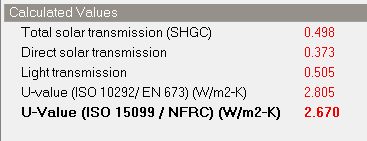 Calculated Values
Total solar transmission (SHGC) 0.498
Direct solar transmission 0.373
Light transmission 0.505
U-value (ISO 10292/ EN 673) (W/m2-K) 2.805
U-Value (ISO 15099 / NFRC) (W/m2-K) 2.670